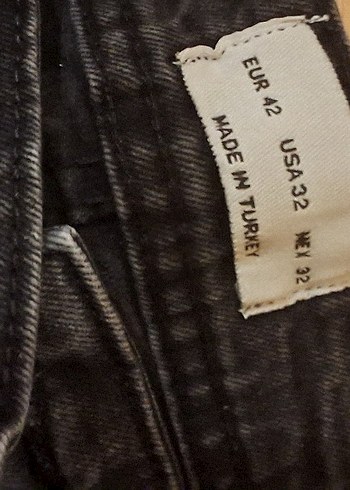 EUR 42 USA 32 MEX 32
MADE IN TURKEY